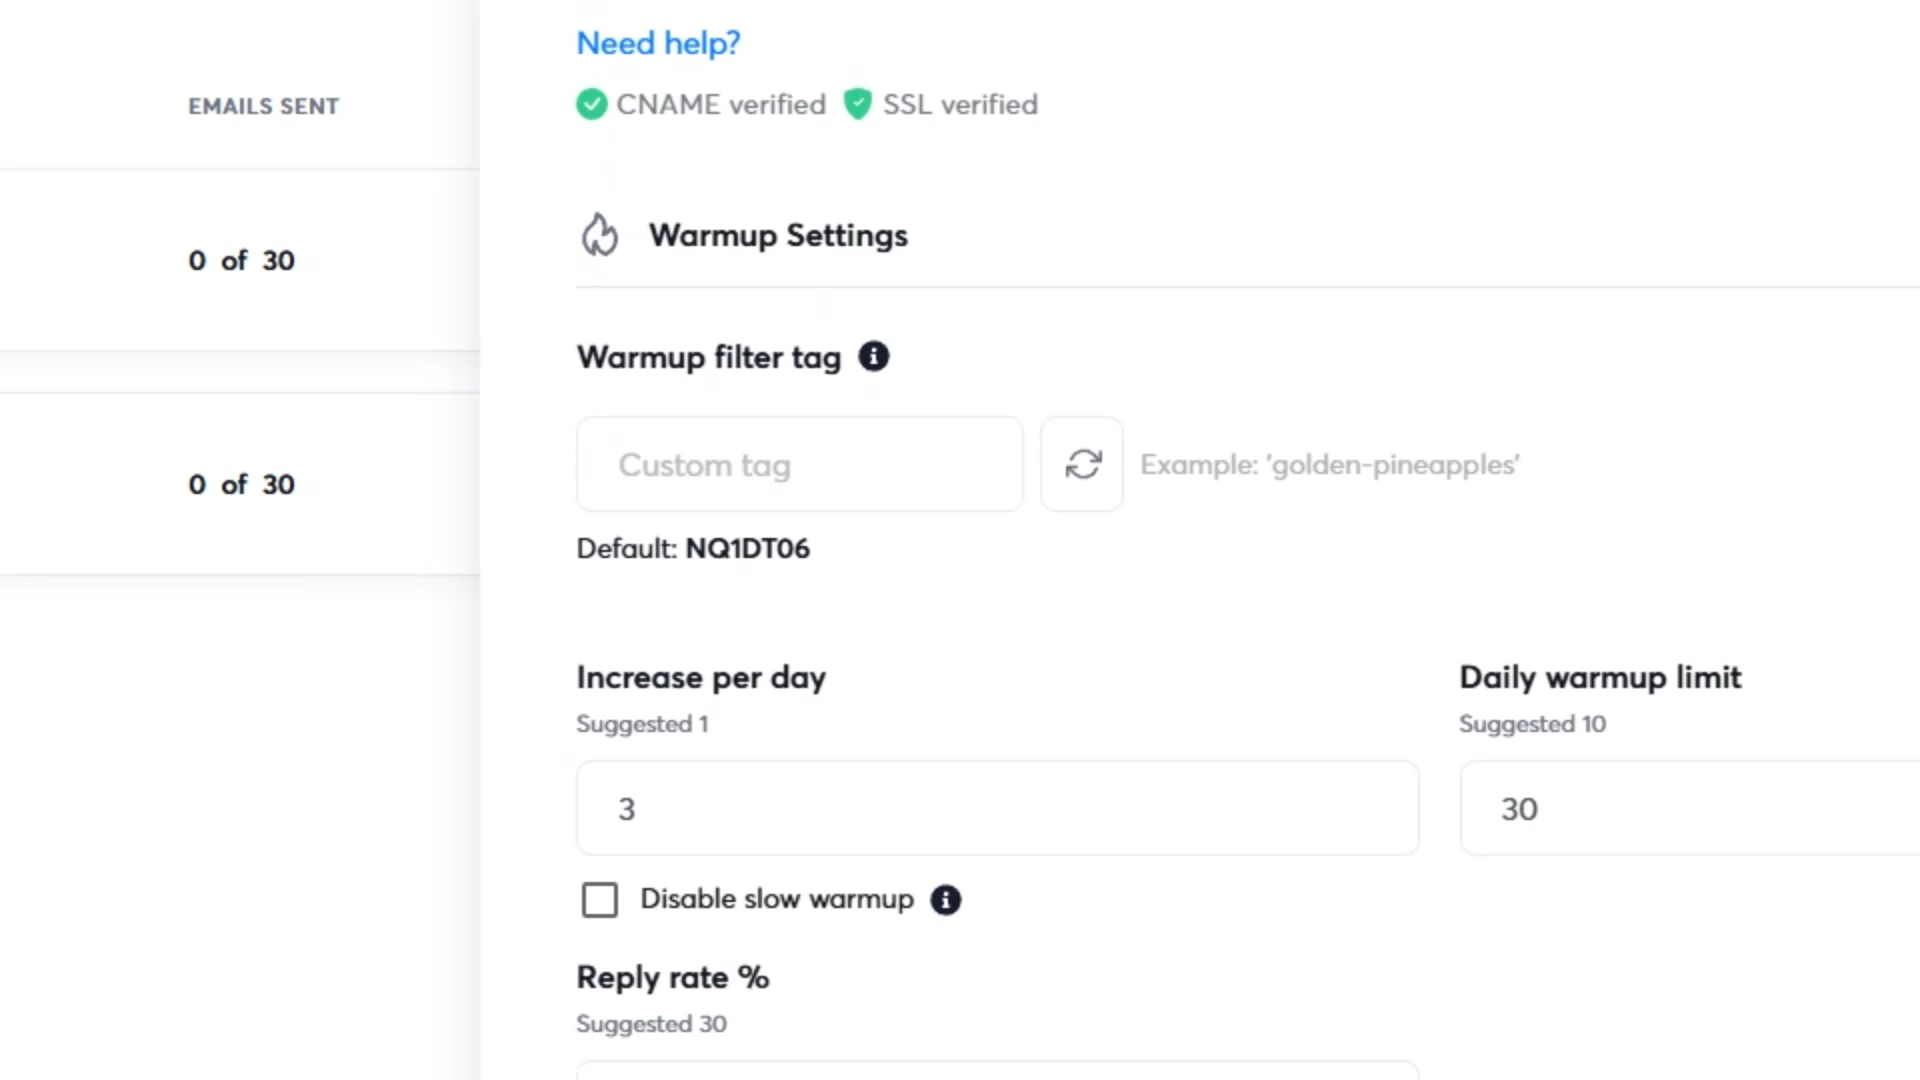 EMAILS SENT
0 of 30
0 of 30
Need help?
CNAME verified SSL verified
Warmup Settings
Warmup filter tag
Custom tag
Example: 'golden-pineapples'
Default: NQ1DT06
Increase per day
Suggested 1
3
Disable slow warmup
Daily warmup limit
Suggested 10
30
Reply rate %
Suggested 30